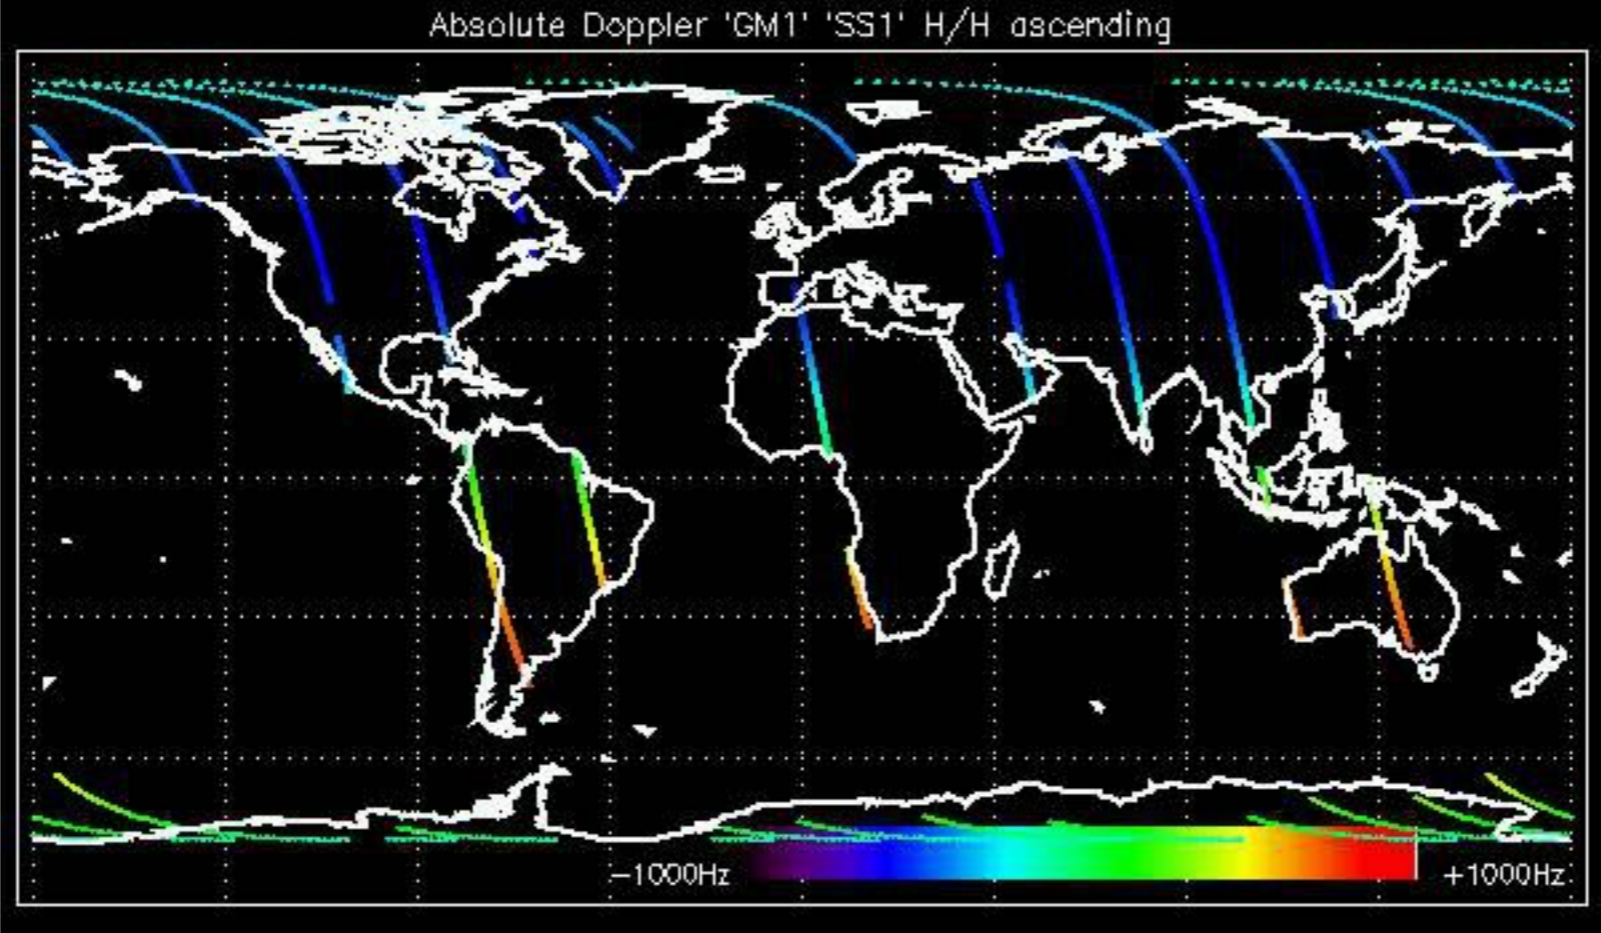 Absolute Doppler 'GM1' 'SS1' H/H ascending
−1000Hz +1000Hz